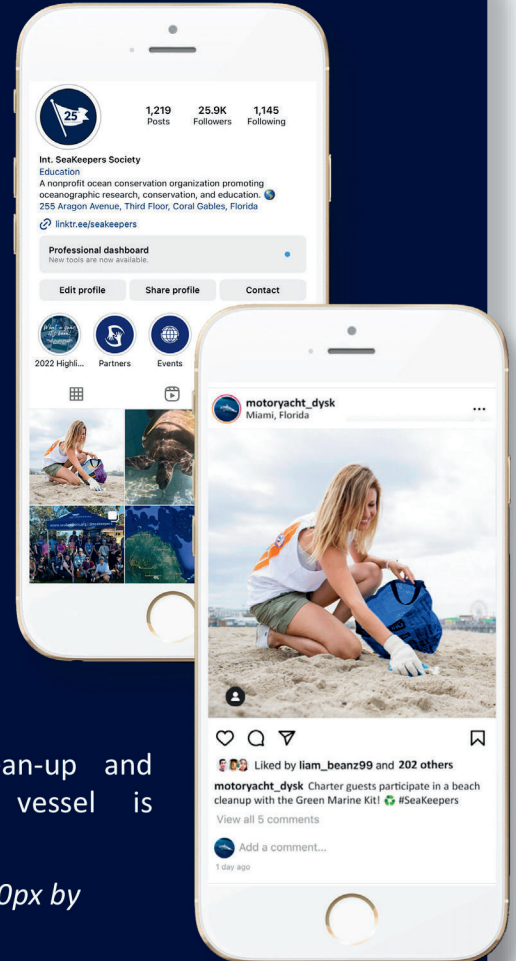 25
1,219 25.9K 1,145
Posts Followers Following
Int. SeaKeepers Society
Education
A nonprofit ocean conservation organization promoting
oceanographic research, conservation, and education. 🌎
255 Aragon Avenue, Third Floor, Coral Gables, Florida
linktr.ee/seakeepers
Professional dashboard
New tools are now available.
Edit profile Share profile Contact
2022 Highli... Partners Events
motoryacht_dysk
Miami, Florida
Liked by liam_beanz99 and 202 others
motoryacht_dysk Charter guests participate in a beach
cleanup with the Green Marine Kit! ♻️ #SeaKeepers
View all 5 comments
Add a comment...
1 day ago
an-up and
vessel is
0px by